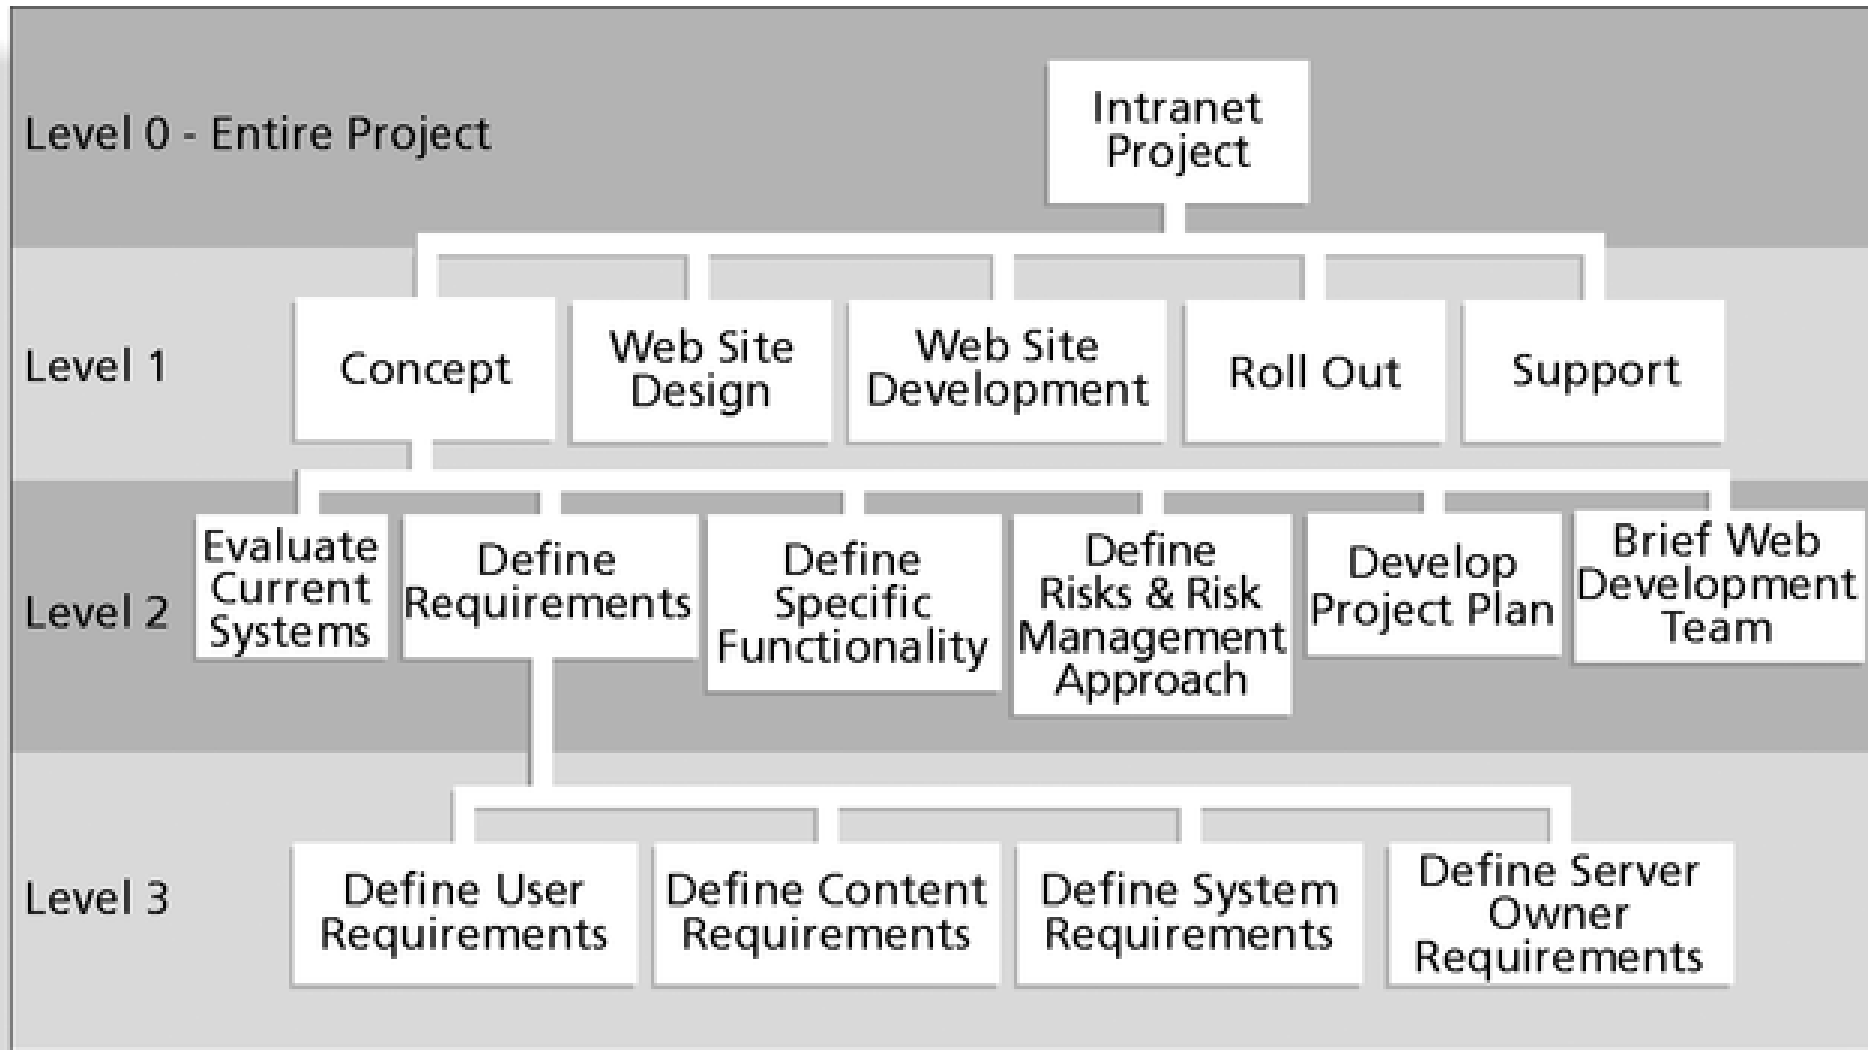 Level 0 - Entire Project
Intranet
Project
Level 1
Concept
Web Site
Design
Web Site
Development
Roll Out
Support
Level 2
Evaluate
Current
Systems
Define
Requirements
Define
Specific
Functionality
Define
Risks & Risk
Management
Approach
Develop
Project Plan
Brief Web
Development
Team
Level 3
Define User
Requirements
Define Content
Requirements
Define System
Requirements
Define Server
Owner
Requirements